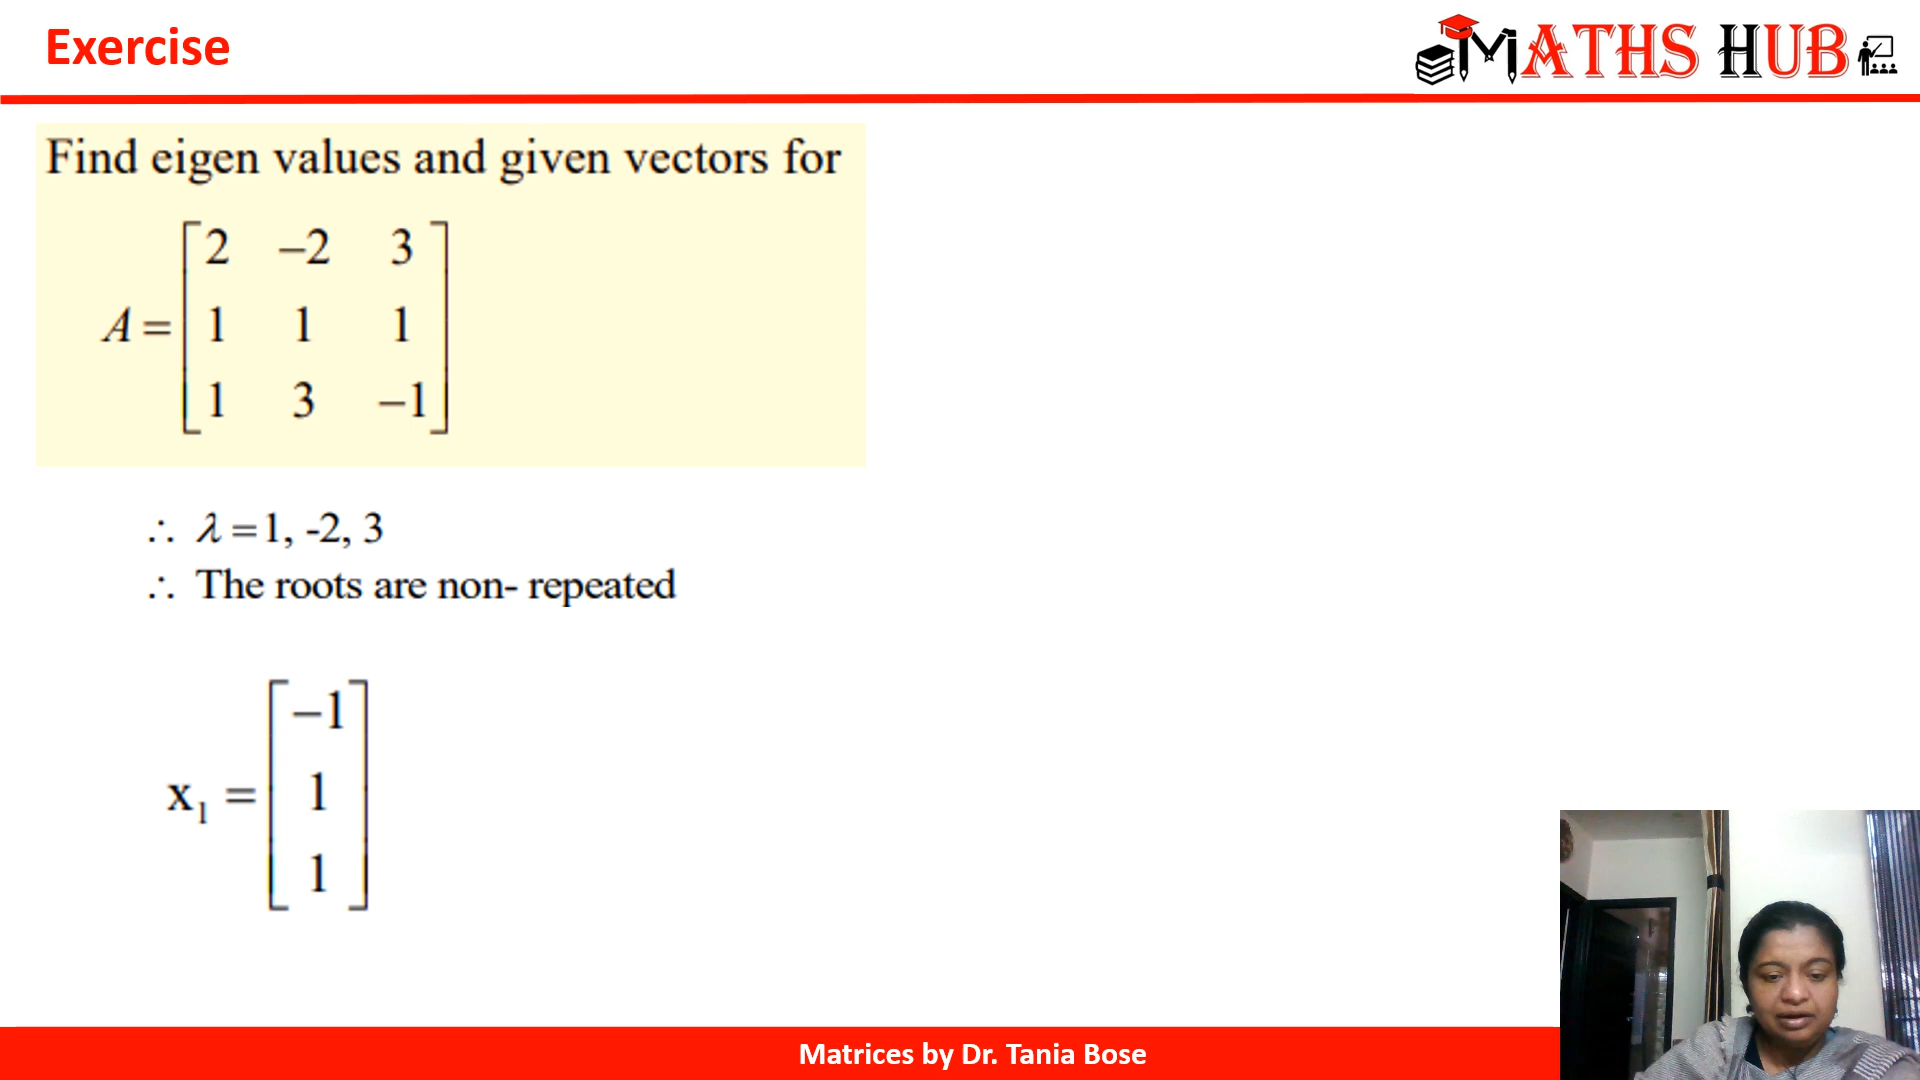 Exercise
MATHS HUB
Find eigen values and given vectors for
A = [2 –2 3
1 1 1
1 3 –1]
∴ λ = 1, -2, 3
∴ The roots are non- repeated
x₁ = [–1
1
1]
Matrices by Dr. Tania Bose